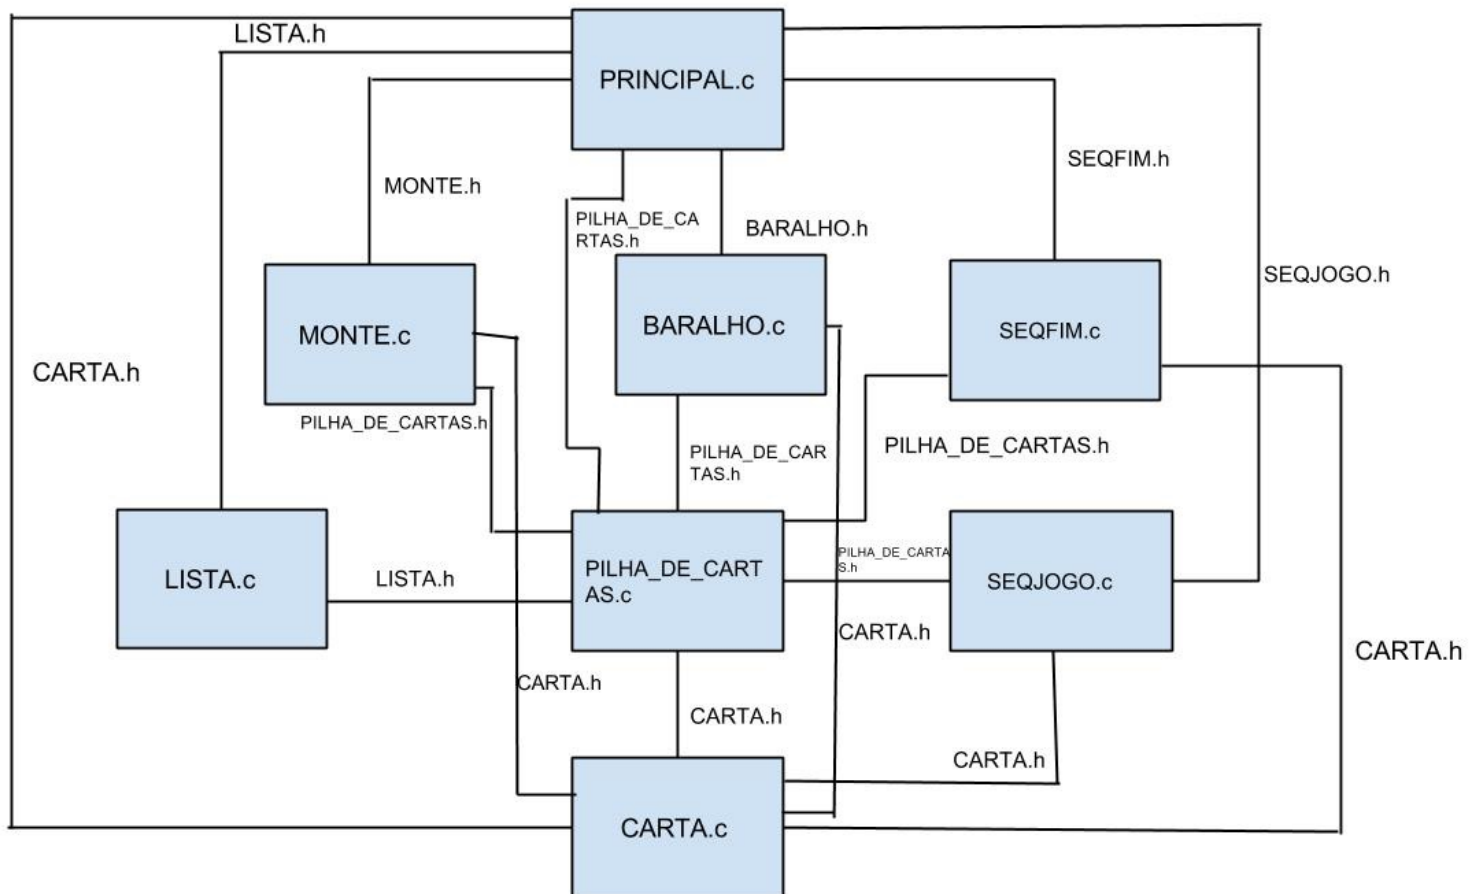 LISTA.h
PRINCIPAL.c
SEQFIM.h
MONTE.h
PILHA_DE_CA
RTAS.h
BARALHO.h
SEQJOGO.h
MONTE.c
BARALHO.c
SEQFIM.c
CARTA.h
PILHA_DE_CARTAS.h
PILHA_DE_CAR
TAS.h
PILHA_DE_CARTAS.h
LISTA.c
LISTA.h
PILHA_DE_CART
AS.c
PILHA_DE_CARTA
S.h
SEQJOGO.c
CARTA.h
CARTA.h
CARTA.h
CARTA.h
CARTA.h
CARTA.c